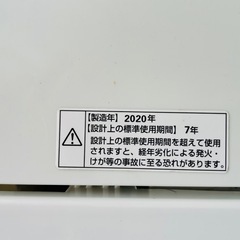 【製造年】2020年
【設計上の標準使用期間】 7年
設計上の標準使用期間を超えて使用
されますと、経年劣化による発火・
けが等の事故に至る恐れがあります。